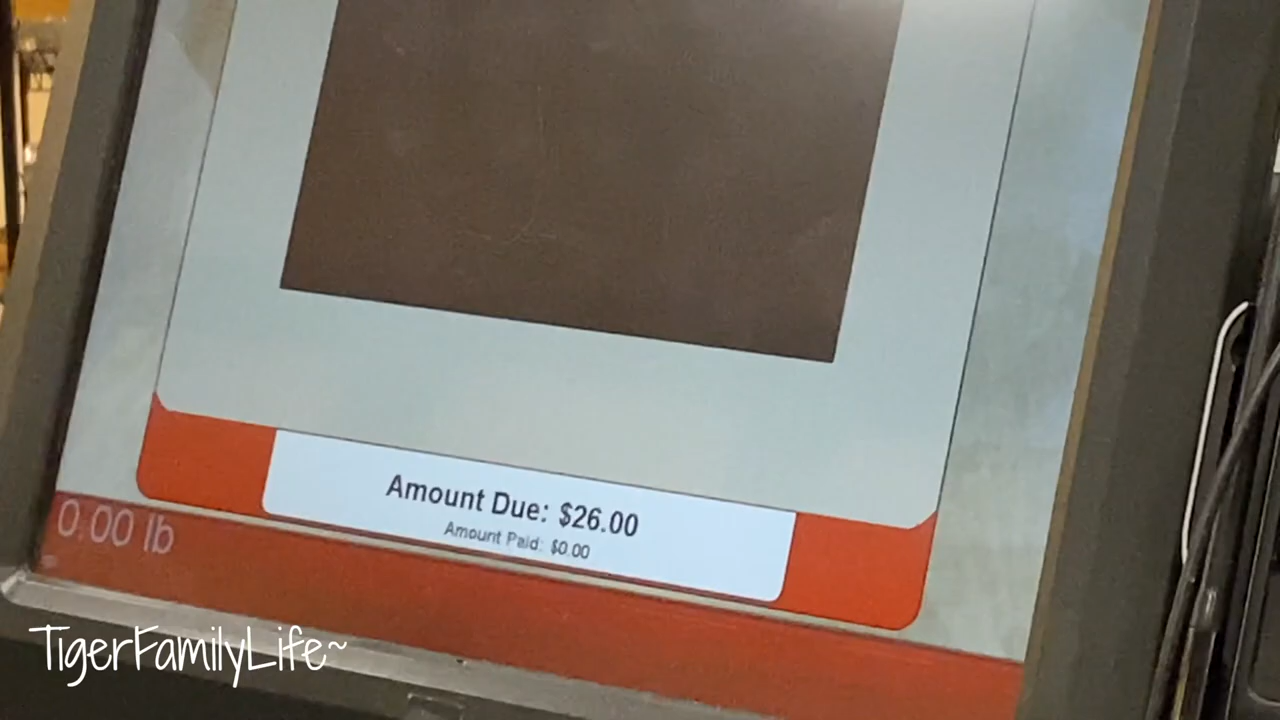 Amount Due: $26.00
Amount Paid: $0.00
0.00 lb
TigerFamilyLife~